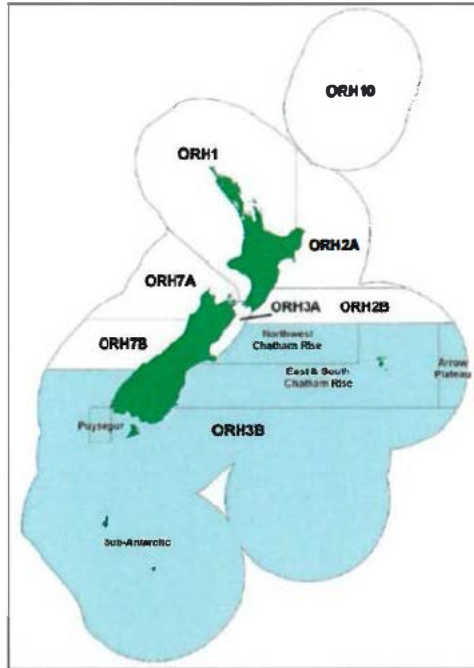 ORH10
ORH1
ORH2A
ORH7A
ORH3A
ORH2B
Northwest
Chatham Rise
ORH7B
East & South
Chatham Rise
Arrow
Plateau
Puysegur
ORH3B
Sub-Antarctic